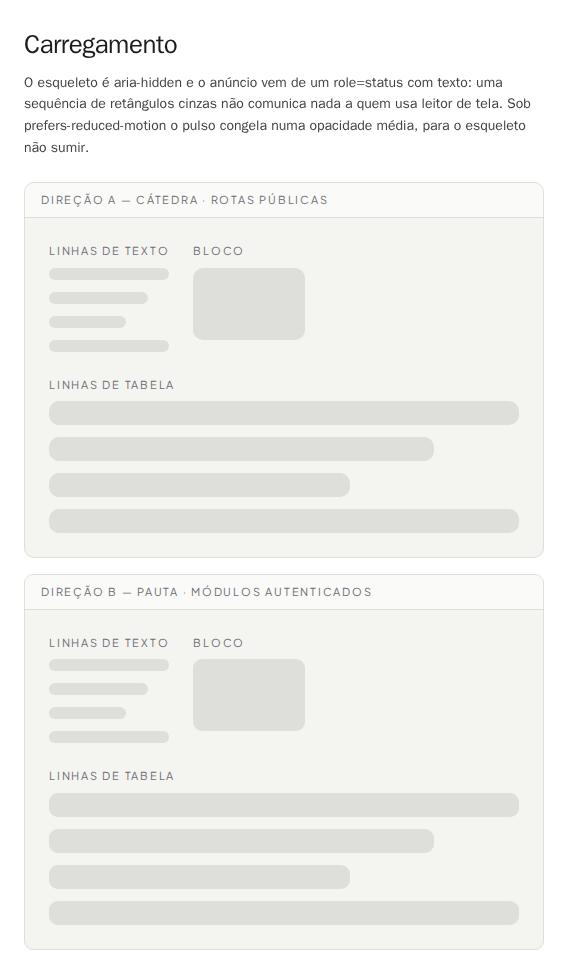 Carregamento
O esqueleto é aria-hidden e o anúncio vem de um role=status com texto: uma
sequência de retângulos cinzas não comunica nada a quem usa leitor de tela. Sob
prefers-reduced-motion o pulso congela numa opacidade média, para o esqueleto
não sumir.
DIREÇÃO A — CÁTEDRA · ROTAS PÚBLICAS
LINHAS DE TEXTO BLOCO
LINHAS DE TABELA
DIREÇÃO B — PAUTA · MÓDULOS AUTENTICADOS
LINHAS DE TEXTO BLOCO
LINHAS DE TABELA